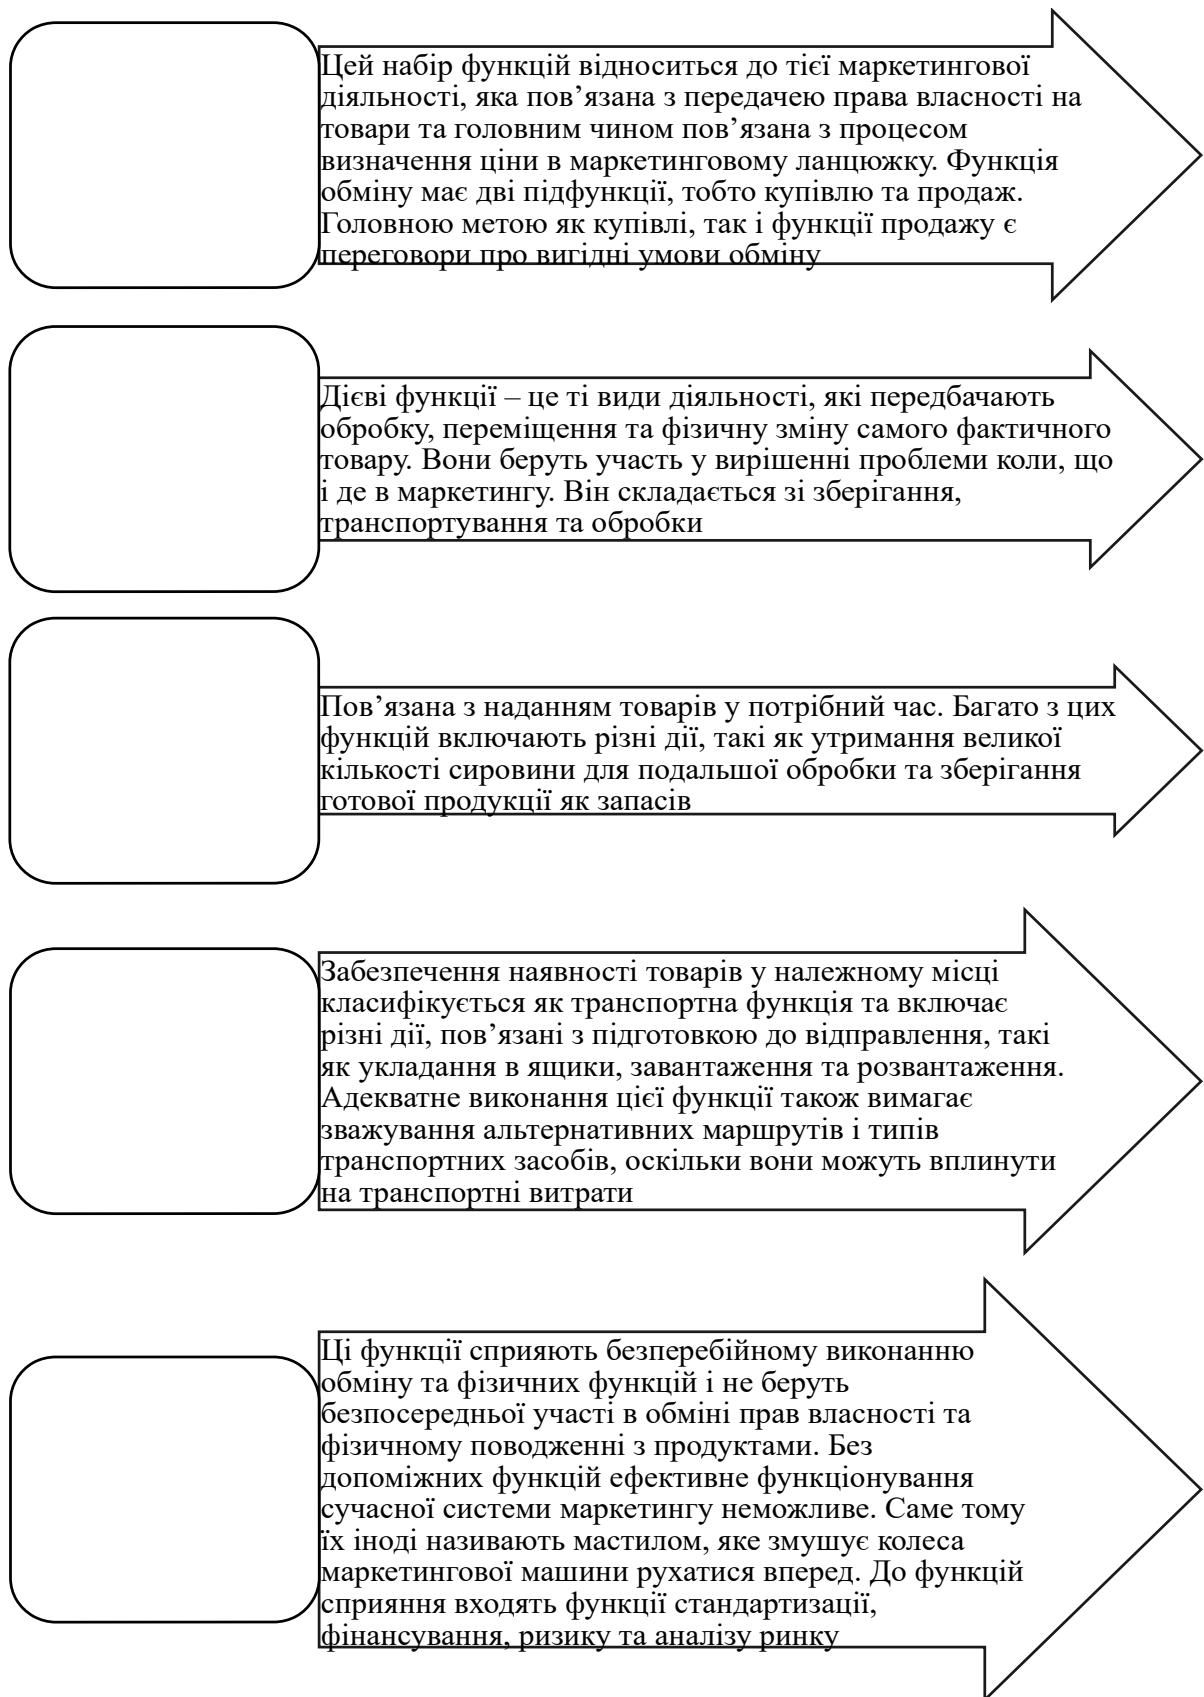 Цей набір функцій відноситься до тієї маркетингової
діяльності, яка пов’язана з передачею права власності на
товари та головним чином пов’язана з процесом
визначення ціни в маркетинговому ланцюжку. Функція
обміну має дві підфункції, тобто купівлю та продаж.
Головною метою як купівлі, так і функції продажу є
переговори про вигідні умови обміну
Дієві функції – це ті види діяльності, які передбачають
обробку, переміщення та фізичну зміну самого фактичного
товару. Вони беруть участь у вирішенні проблеми коли, що
і де в маркетингу. Він складається зі зберігання,
транспортування та обробки
Пов’язана з наданням товарів у потрібний час. Багато з цих
функцій включають різні дії, такі як утримання великої
кількості сировини для подальшої обробки та зберігання
готової продукції як запасів
Забезпечення наявності товарів у належному місці
класифікується як транспортна функція та включає
різні дії, пов’язані з підготовкою до відправлення, такі
як укладання в ящики, завантаження та розвантаження.
Адекватне виконання цієї функції також вимагає
зважування альтернативних маршрутів і типів
транспортних засобів, оскільки вони можуть вплинути
на транспортні витрати
Ці функції сприяють безперебійному виконанню
обміну та фізичних функцій і не беруть
безпосередньої участі в обміні прав власності та
фізичному поводженні з продуктами. Без
допоміжних функцій ефективне функціонування
сучасної системи маркетингу неможливе. Саме тому
їх іноді називають мастилом, яке змушує колеса
маркетингової машини рухатися вперед. До функцій
сприяння входять функції стандартизації,
фінансування, ризику та аналізу ринку